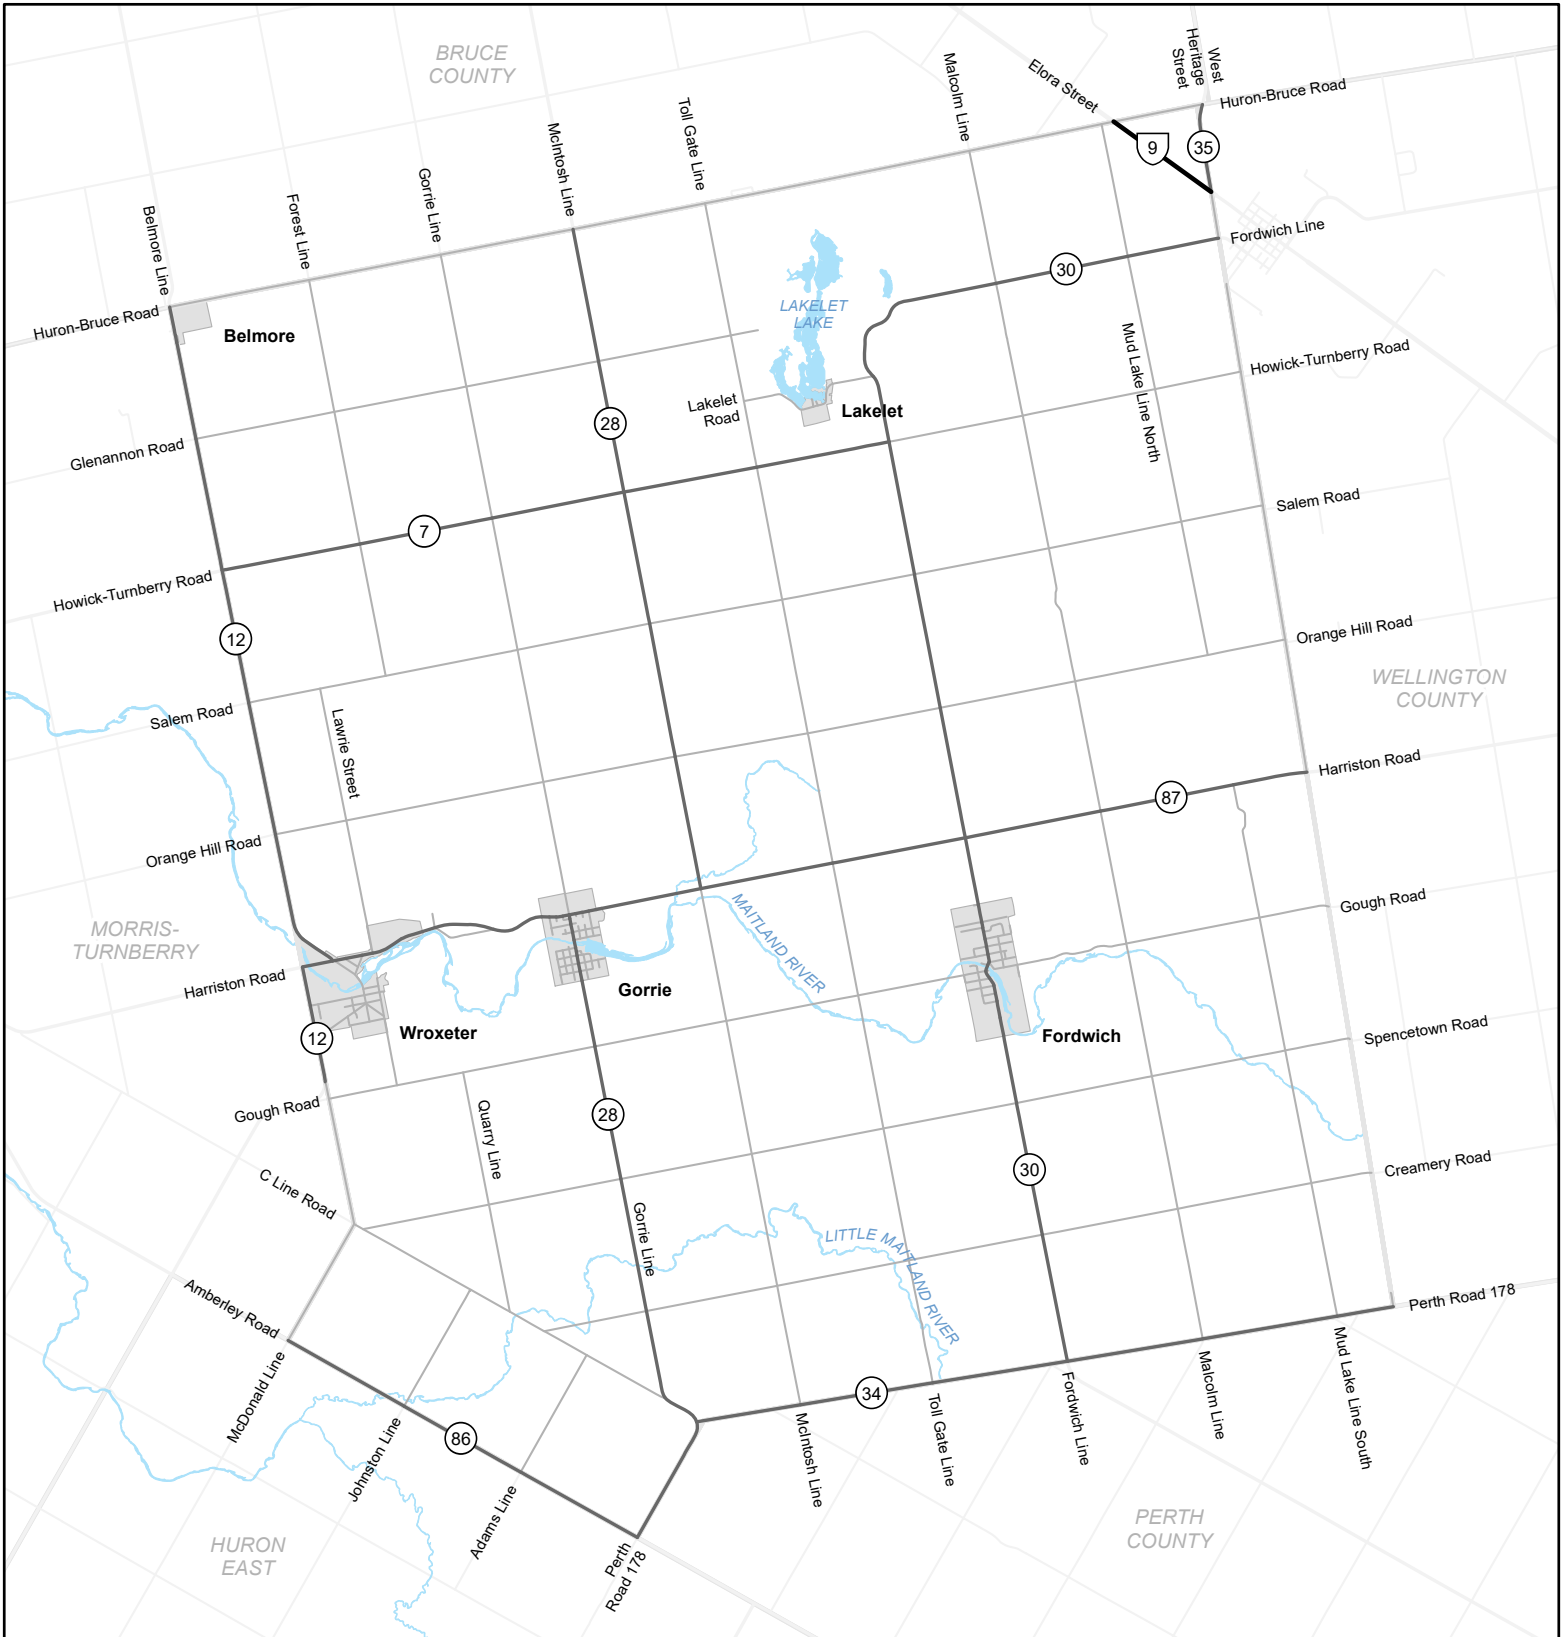 BRUCE
COUNTY
West
Heritage
Street
Elora Street
Malcolm Line
Huron-Bruce Road
Toll Gate Line
McIntosh Line
9
35
Gorrie Line
Forest Line
Belmore Line
Fordwich Line
30
Huron-Bruce Road
Belmore
LAKELET
LAKE
Mud Lake Line North
Howick-Turnberry Road
Lakelet
Road
Lakelet
28
Glenannon Road
Salem Road
7
Howick-Turnberry Road
12
Orange Hill Road
WELLINGTON
COUNTY
Salem Road
Lawrie Street
Harriston Road
87
Orange Hill Road
Gough Road
MAITLAND RIVER
MORRIS-
TURNBERRY
Harriston Road
Gorrie
Wroxeter
12
Fordwich
Spencetown Road
Gough Road
28
Quarry Line
30
Creamery Road
C Line Road
Gorrie Line
LITTLE MAITLAND RIVER
Amberley Road
Perth Road 178
McDonald Line
34
Mud Lake Line South
Malcolm Line
Fordwich Line
Toll Gate Line
McIntosh Line
86
Johnston Line
Adams Line
Perth
Road 178
HURON
EAST
PERTH
COUNTY